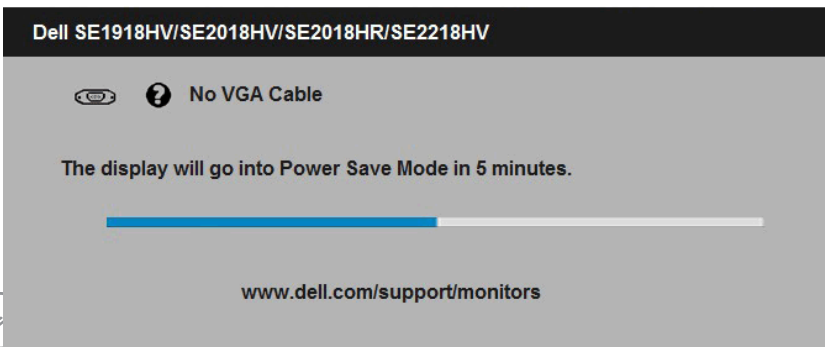 Dell SE1918HV/SE2018HV/SE2018HR/SE2218HV
No VGA Cable
The display will go into Power Save Mode in 5 minutes.
www.dell.com/support/monitors